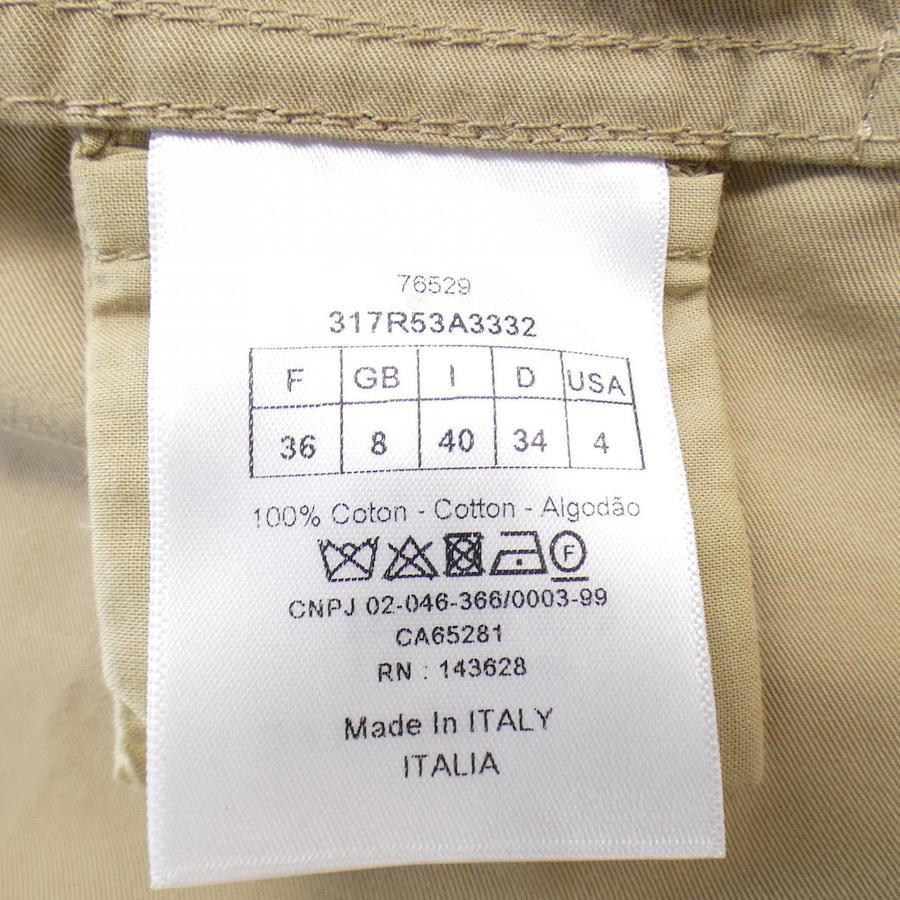 76529
317R53A3332
F GB I D USA
36 8 40 34 4
100% Coton - Cotton - Algodão
F
CNPJ 02-046-366/0003-99
CA65281
RN : 143628
Made In ITALY
ITALIA